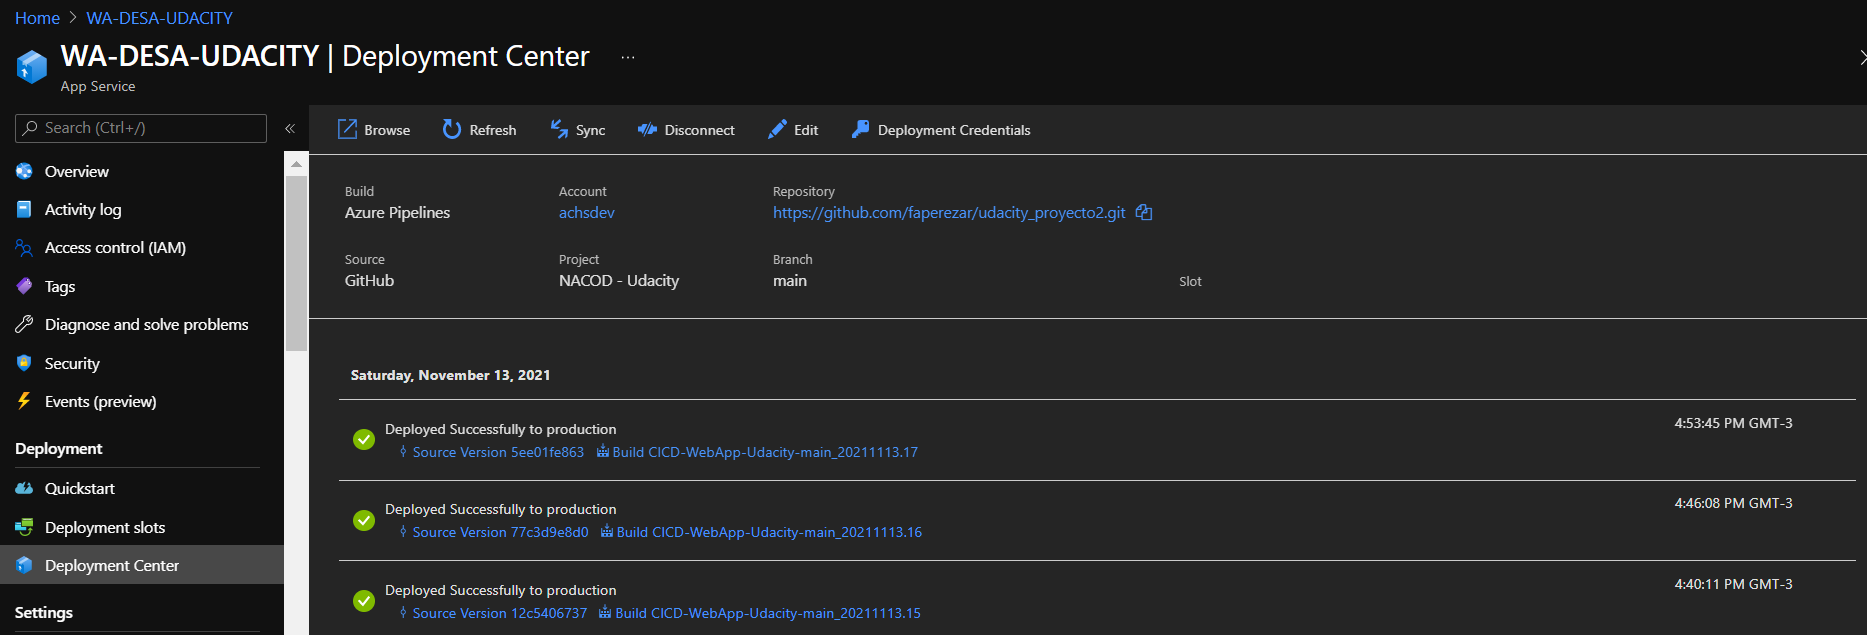 Home > WA-DESA-UDACITY
WA-DESA-UDACITY | Deployment Center ...
App Service
Search (Ctrl+/) «
Overview
Activity log
Access control (IAM)
Tags
Diagnose and solve problems
Security
Events (preview)
Deployment
Quickstart
Deployment slots
Deployment Center
Settings
Browse Refresh Sync Disconnect Edit Deployment Credentials
Build Account Repository
Azure Pipelines achsdev https://github.com/faperezar/udacity_proyecto2.git
Source Project Branch
GitHub NACOD - Udacity main Slot
Saturday, November 13, 2021
Deployed Successfully to production 4:53:45 PM GMT-3
Source Version 5ee01fe863 Build CICD-WebApp-Udacity-main_20211113.17
Deployed Successfully to production 4:46:08 PM GMT-3
Source Version 77c3d9e8d0 Build CICD-WebApp-Udacity-main_20211113.16
Deployed Successfully to production 4:40:11 PM GMT-3
Source Version 12c5406737 Build CICD-WebApp-Udacity-main_20211113.15